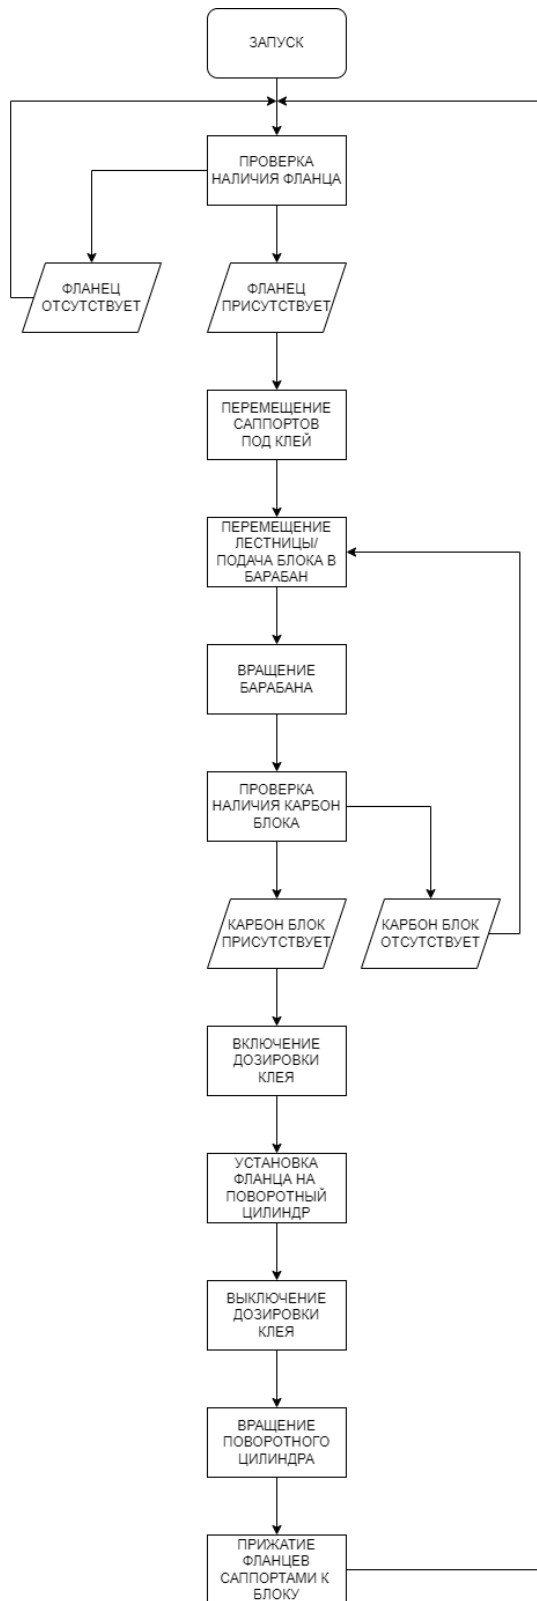 ЗАПУСК
ПРОВЕРКА
НАЛИЧИЯ ФЛАНЦА
ФЛАНЕЦ
ОТСУТСТВУЕТ
ФЛАНЕЦ
ПРИСУТСТВУЕТ
ПЕРЕМЕЩЕНИЕ
САППОРТОВ
ПОД КЛЕЙ
ПЕРЕМЕЩЕНИЕ
ЛЕСТНИЦЫ/
ПОДАЧА БЛОКА В
БАРАБАН
ВРАЩЕНИЕ
БАРАБАНА
ПРОВЕРКА
НАЛИЧИЯ КАРБОН
БЛОКА
КАРБОН БЛОК
ПРИСУТСТВУЕТ
КАРБОН БЛОК
ОТСУТСТВУЕТ
ВКЛЮЧЕНИЕ
ДОЗИРОВКИ
КЛЕЯ
УСТАНОВКА
ФЛАНЦА НА
ПОВОРОТНЫЙ
ЦИЛИНДР
ВЫКЛЮЧЕНИЕ
ДОЗИРОВКИ
КЛЕЯ
ВРАЩЕНИЕ
ПОВОРОТНОГО
ЦИЛИНДРА
ПРИЖАТИЕ
ФЛАНЦЕВ
САППОРТАМИ К
БЛОКУ